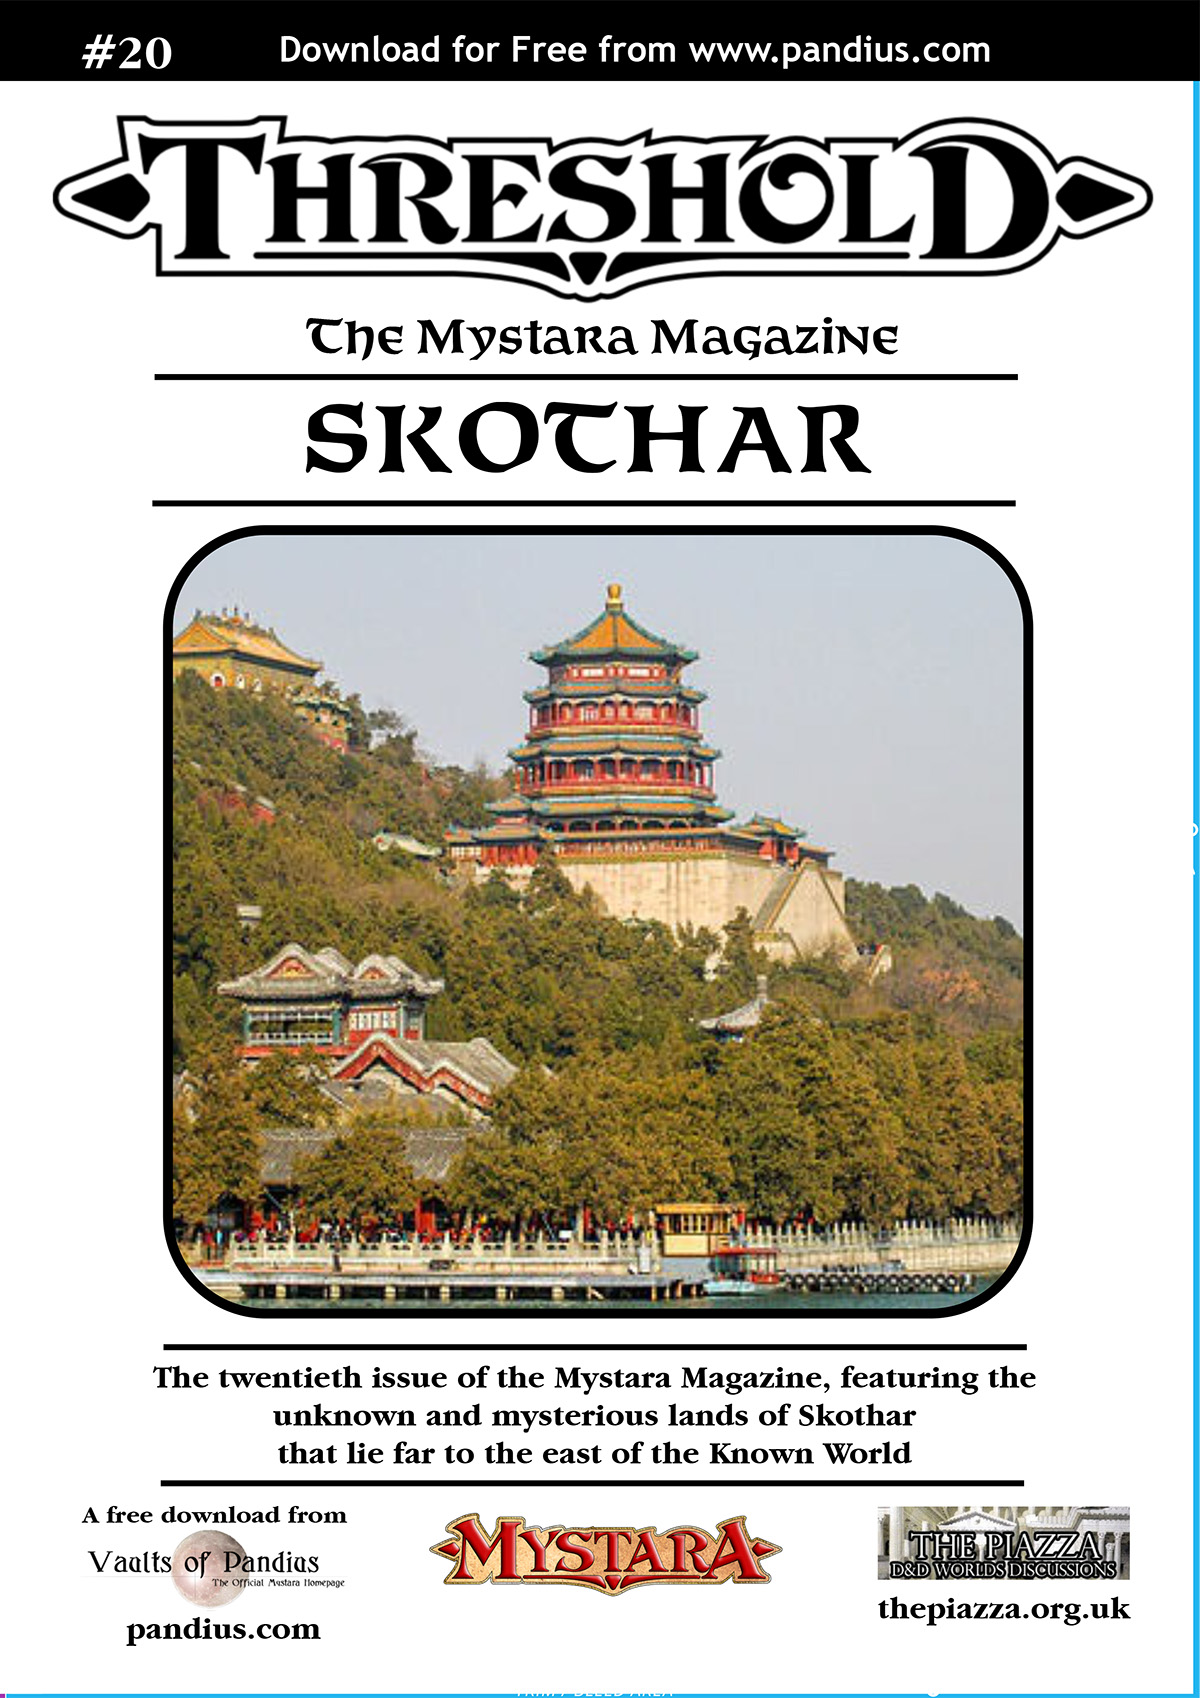 #20 Download for Free from www.pandius.com
THRESHOLD
The Mystara Magazine
SKOTHAR
The twentieth issue of the Mystara Magazine, featuring the
unknown and mysterious lands of Skothar
that lie far to the east of the Known World
A free download from
Vaults of Pandius
The Official Mystara Homepage
pandius.com
MYSTARA
THE PIAZZA
D&D WORLDS DISCUSSIONS
thepiazza.org.uk